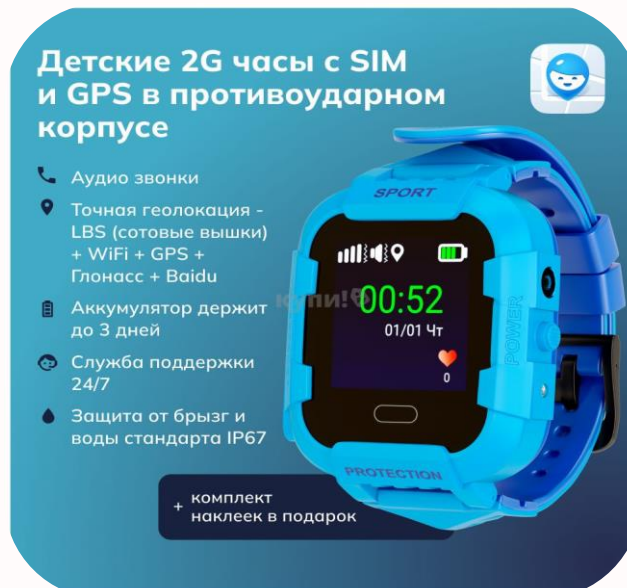 Детские 2G часы с SIM
и GPS в противоударном
корпусе
Аудио звонки
Точная геолокация -
LBS (сотовые вышки)
+ WiFi + GPS +
Глонасс + Baidu
Аккумулятор держит
до 3 дней
Служба поддержки
24/7
Защита от брызг и
воды стандарта IP67
+ комплект
наклеек в подарок
SPORT
купи!
00:52
01/01 Чт
0
POWER
PROTECTION